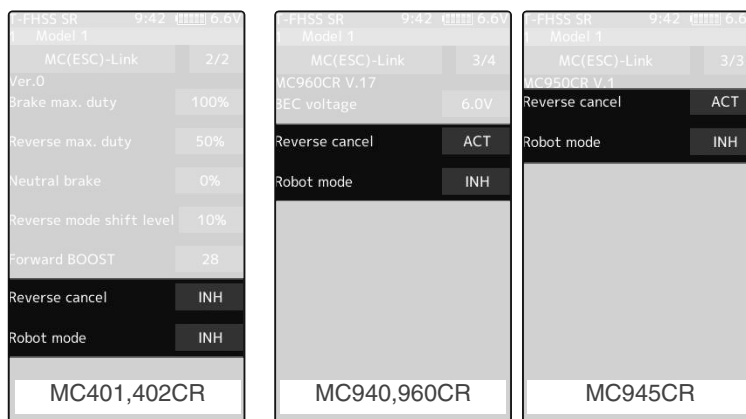 T-FHSS SR 9:42 6.6V
1 Model 1
MC(ESC)-Link 2/2
Ver.0
Brake max. duty 100%
Reverse max. duty 50%
Neutral brake 0%
Reverse mode shift level 10%
Forward BOOST 28
Reverse cancel INH
Robot mode INH
MC401,402CR
T-FHSS SR 9:42 6.6V
1 Model 1
MC(ESC)-Link 3/4
MC960CR V.17
BEC voltage 6.0V
Reverse cancel ACT
Robot mode INH
MC940,960CR
T-FHSS SR 9:42 6.6
1 Model 1
MC(ESC)-Link 3/3
MC950CR V.1
Reverse cancel ACT
Robot mode INH
MC945CR